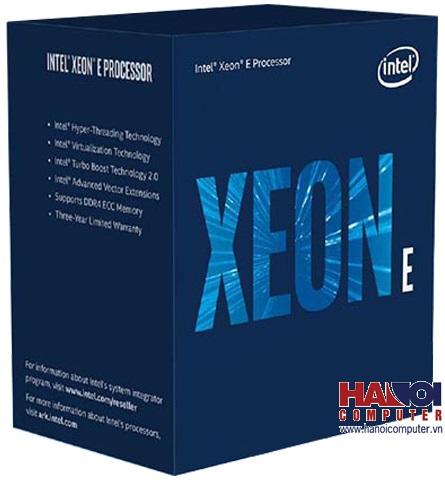 INTEL® XEON® E PROCESSOR
• Intel® Hyper-Threading Technology
• Intel® Virtualization Technology
• Intel® Turbo Boost Technology 2.0
• Intel® Advanced Vector Extensions
• Supports DDR4 ECC Memory
• Three-Year Limited Warranty
For information about Intel's system integrator
program, visit www.intel.com/reseller
For more information about Intel's processors,
visit ark.intel.com
Intel® Xeon® E Processor
intel
XEON E
HANOI
COMPUTER
www.hanoicomputer.vn